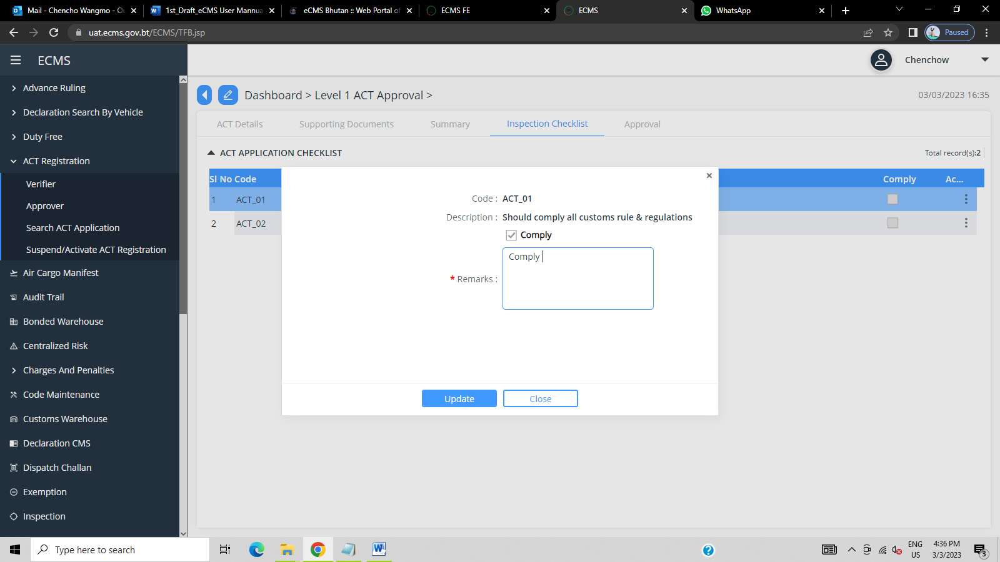 Mail - Chencho Wangmo - Ou
1st_Draft_eCMS User Mannua
eCMS Bhutan :: Web Portal of
ECMS FE
ECMS
WhatsApp
uat.ecms.gov.bt/ECMS/TFB.jsp
Paused
ECMS
Chenchow
Advance Ruling
Declaration Search By Vehicle
Duty Free
ACT Registration
Verifier
Approver
Search ACT Application
Suspend/Activate ACT Registration
Air Cargo Manifest
Audit Trail
Bonded Warehouse
Centralized Risk
Charges And Penalties
Code Maintenance
Customs Warehouse
Declaration CMS
Dispatch Challan
Exemption
Inspection
Dashboard > Level 1 ACT Approval >
03/03/2023 16:35
ACT Details
Supporting Documents
Summary
Inspection Checklist
Approval
ACT APPLICATION CHECKLIST
Total record(s):2
Sl No Code
Comply
Ac...
1 ACT_01
2 ACT_02
×
Code : ACT_01
Description : Should comply all customs rule & regulations
Comply
* Remarks : Comply
Update
Close
Type here to search
ENG
US
4:36 PM
3/3/2023
3